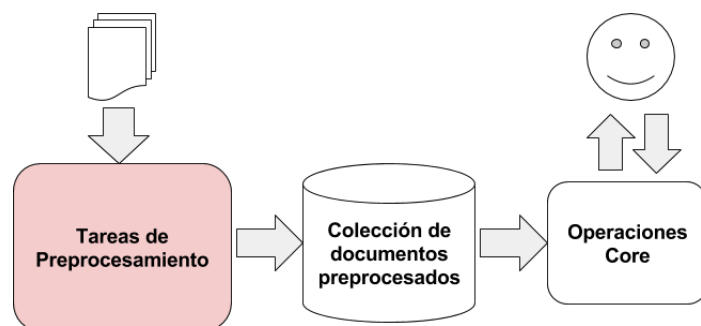 Tareas de
Preprocesamiento
Colección de
documentos
preprocesados
Operaciones
Core